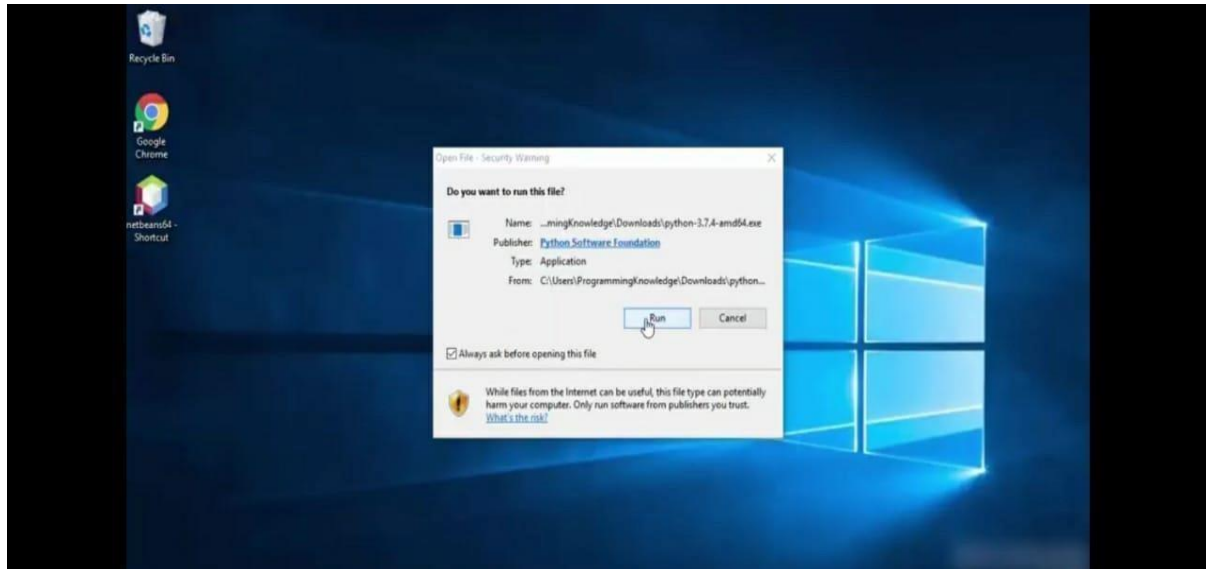 Recycle Bin
Google
Chrome
netbeans64 -
Shortcut
Open File - Security Warning
Do you want to run this file?
Name: ...mingKnowledge\Downloads\python-3.7.4-amd64.exe
Publisher: Python Software Foundation
Type: Application
From: C:\Users\ProgrammingKnowledge\Downloads\python...
Run Cancel
Always ask before opening this file
While files from the Internet can be useful, this file type can potentially
harm your computer. Only run software from publishers you trust.
What's the risk?